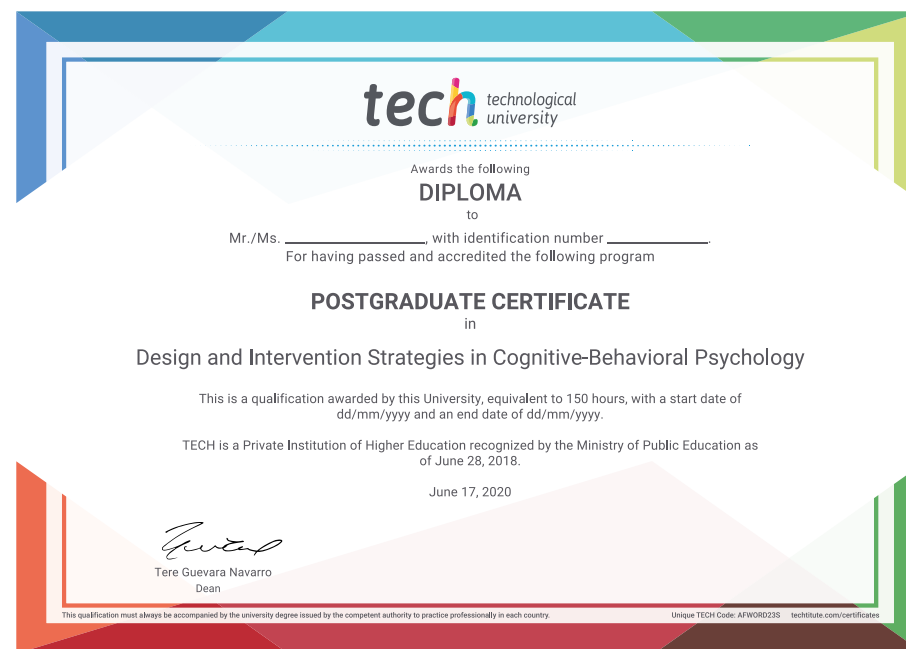 tech technological
university
Awards the following
DIPLOMA
to
Mr./Ms. ____________, with identification number ____________.
For having passed and accredited the following program
POSTGRADUATE CERTIFICATE
in
Design and Intervention Strategies in Cognitive-Behavioral Psychology
This is a qualification awarded by this University, equivalent to 150 hours, with a start date of
dd/mm/yyyy and an end date of dd/mm/yyyy.
TECH is a Private Institution of Higher Education recognized by the Ministry of Public Education as
of June 28, 2018.
June 17, 2020
Tere Guevara Navarro
Dean
This qualification must always be accompanied by the university degree issued by the competent authority to practice professionally in each country. Unique TECH Code: AFWORD23S techtitute.com/certificates